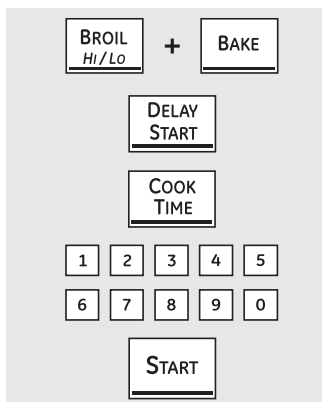 BROIL + BAKE
HI/LO
DELAY
START
COOK
TIME
1 2 3 4 5
6 7 8 9 0
START